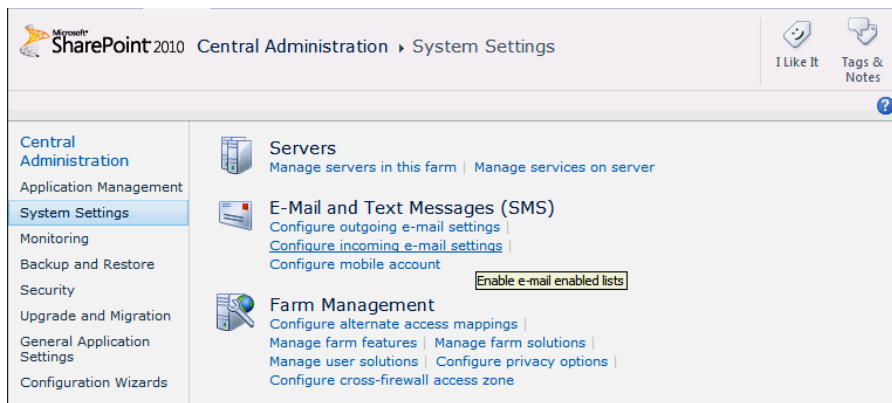 Microsoft
SharePoint 2010
Central Administration ▸ System Settings
I Like It
Tags &
Notes
Central
Administration
Application Management
System Settings
Monitoring
Backup and Restore
Security
Upgrade and Migration
General Application
Settings
Configuration Wizards
Servers
Manage servers in this farm | Manage services on server
E-Mail and Text Messages (SMS)
Configure outgoing e-mail settings |
Configure incoming e-mail settings |
Configure mobile account
Enable e-mail enabled lists
Farm Management
Configure alternate access mappings |
Manage farm features | Manage farm solutions |
Manage user solutions | Configure privacy options |
Configure cross-firewall access zone